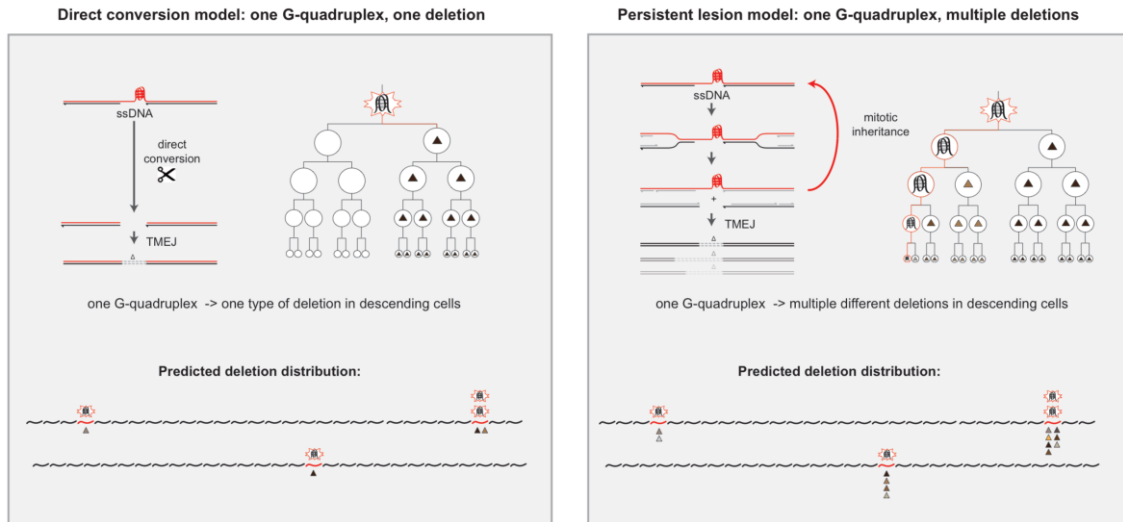 Direct conversion model: one G-quadruplex, one deletion
ssDNA
direct
conversion
TMEJ
one G-quadruplex -> one type of deletion in descending cells
Predicted deletion distribution:
Persistent lesion model: one G-quadruplex, multiple deletions
ssDNA
mitotic
inheritance
+
TMEJ
one G-quadruplex -> multiple different deletions in descending cells
Predicted deletion distribution: